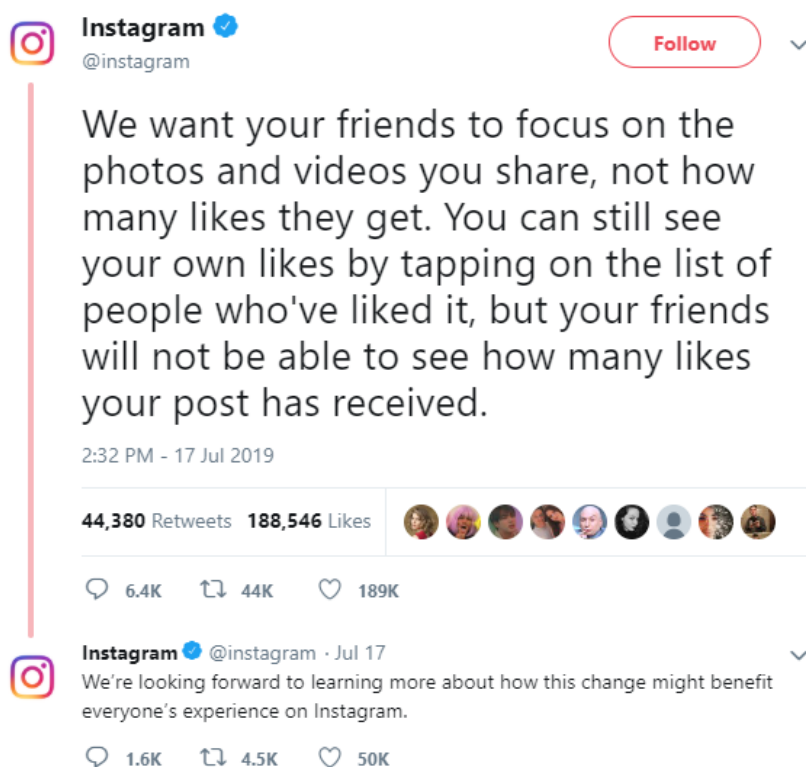 Instagram
@instagram
Follow
We want your friends to focus on the
photos and videos you share, not how
many likes they get. You can still see
your own likes by tapping on the list of
people who've liked it, but your friends
will not be able to see how many likes
your post has received.
2:32 PM - 17 Jul 2019
44,380 Retweets 188,546 Likes
6.4K 44K 189K
Instagram @instagram · Jul 17
We’re looking forward to learning more about how this change might benefit
everyone’s experience on Instagram.
1.6K 4.5K 50K